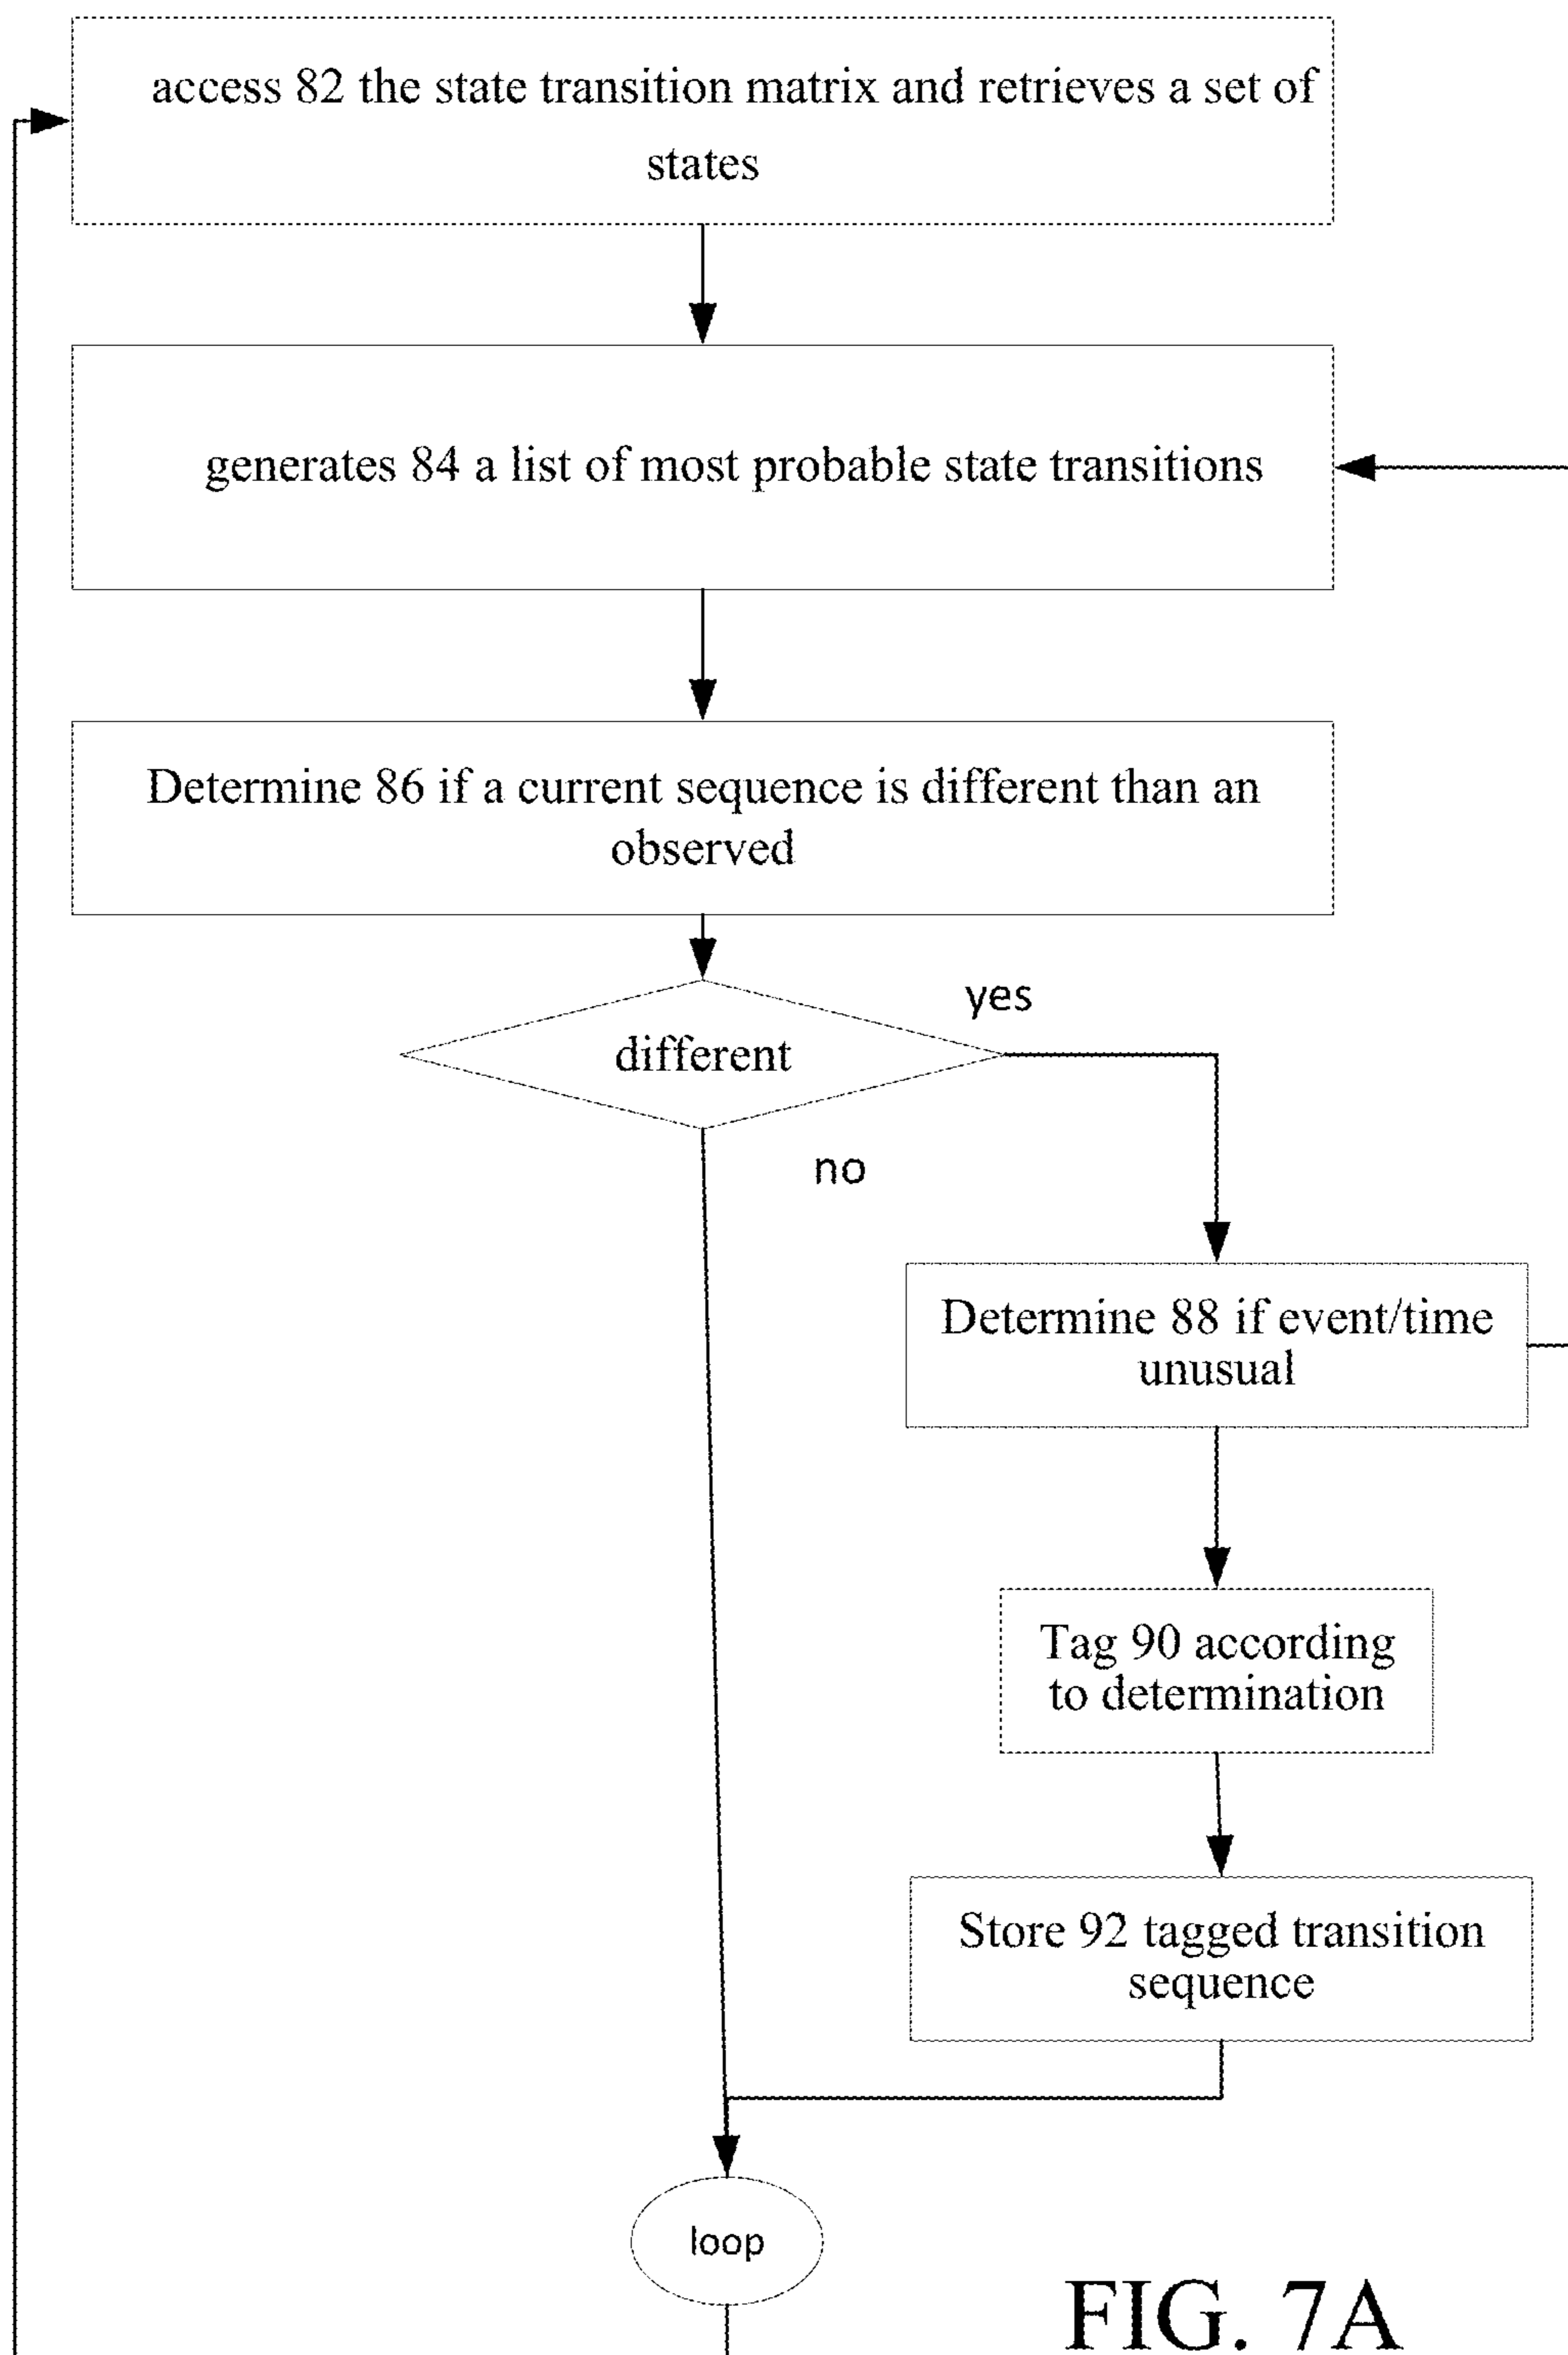 access 82 the state transition matrix and retrieves a set of
states
generates 84 a list of most probable state transitions
Determine 86 if a current sequence is different than an
observed
different
yes
no
Determine 88 if event/time
unusual
Tag 90 according
to determination
Store 92 tagged transition
sequence
loop
FIG. 7A